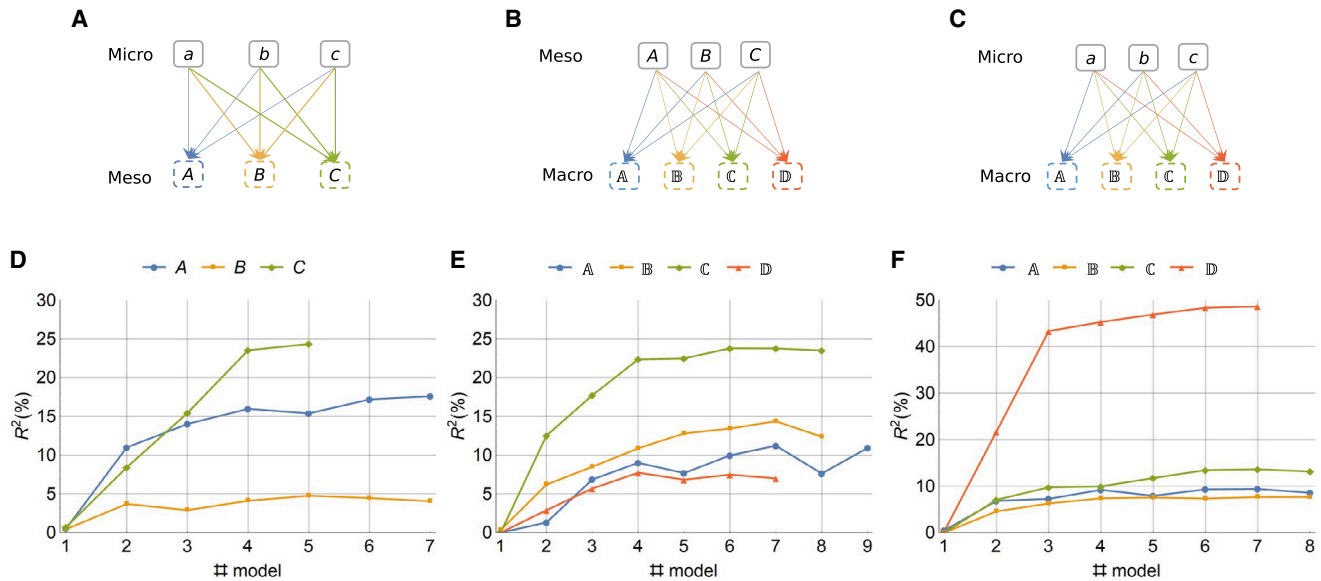 A
Micro a b c
Meso A B C
B
Meso A B C
Macro 𝔸 𝔹 ℂ 𝔻
C
Micro a b c
Macro 𝔸 𝔹 ℂ 𝔻
D
A B C
30
25
20
15
10
5
0
R²(%)
1 2 3 4 5 6 7
# model
E
𝔸 𝔹 ℂ 𝔻
30
25
20
15
10
5
0
R²(%)
1 2 3 4 5 6 7 8 9
# model
F
𝔸 𝔹 ℂ 𝔻
50
40
30
20
10
0
R²(%)
1 2 3 4 5 6 7 8
# model